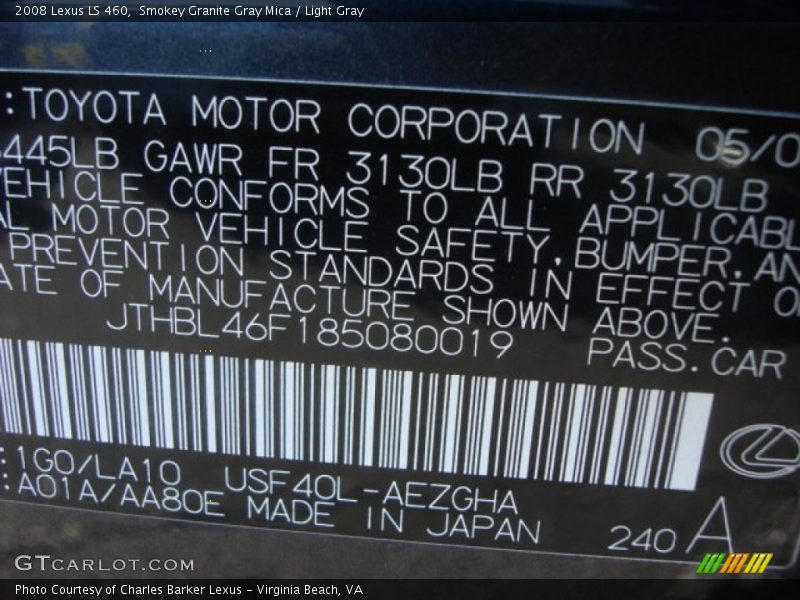 2008 Lexus LS 460,  Smokey Granite Gray Mica / Light Gray
:TOYOTA MOTOR CORPORATION 05/0
445LB GAWR FR 3130LB RR 3130LB
VEHICLE CONFORMS TO ALL APPLICABL
AL MOTOR VEHICLE SAFETY,BUMPER,AN
PREVENTION STANDARDS IN EFFECT O
ATE OF MANUFACTURE SHOWN ABOVE.
JTHBL46F185080019 PASS.CAR
:1G0/LA10 USF40L-AEZGHA
:A01A/AA80E MADE IN JAPAN 240 A
GTCARLOT.COM
Photo Courtesy of Charles Barker Lexus - Virginia Beach, VA